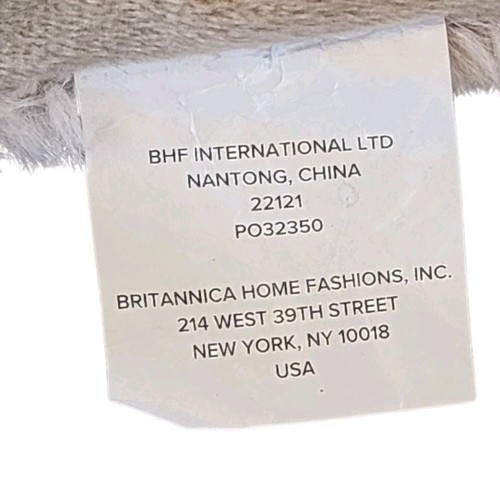 BHF INTERNATIONAL LTD
NANTONG, CHINA
22121
PO32350
BRITANNICA HOME FASHIONS, INC.
214 WEST 39TH STREET
NEW YORK, NY 10018
USA